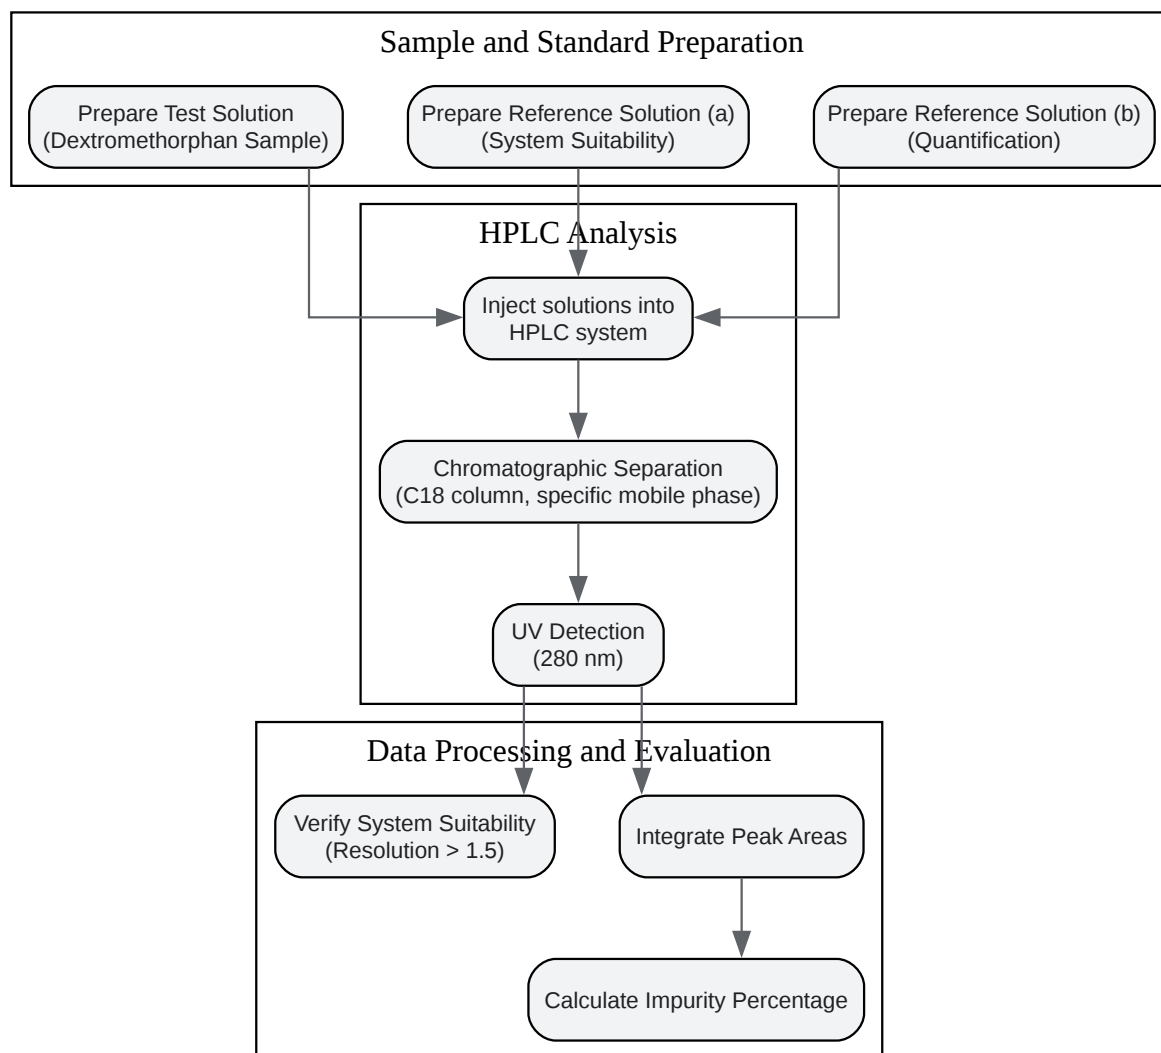 Sample and Standard Preparation
Prepare Test Solution
(Dextromethorphan Sample)
Prepare Reference Solution (a)
(System Suitability)
Prepare Reference Solution (b)
(Quantification)
HPLC Analysis
Inject solutions into
HPLC system
Chromatographic Separation
(C18 column, specific mobile phase)
UV Detection
(280 nm)
Data Processing and Evaluation
Verify System Suitability
(Resolution > 1.5)
Integrate Peak Areas
Calculate Impurity Percentage